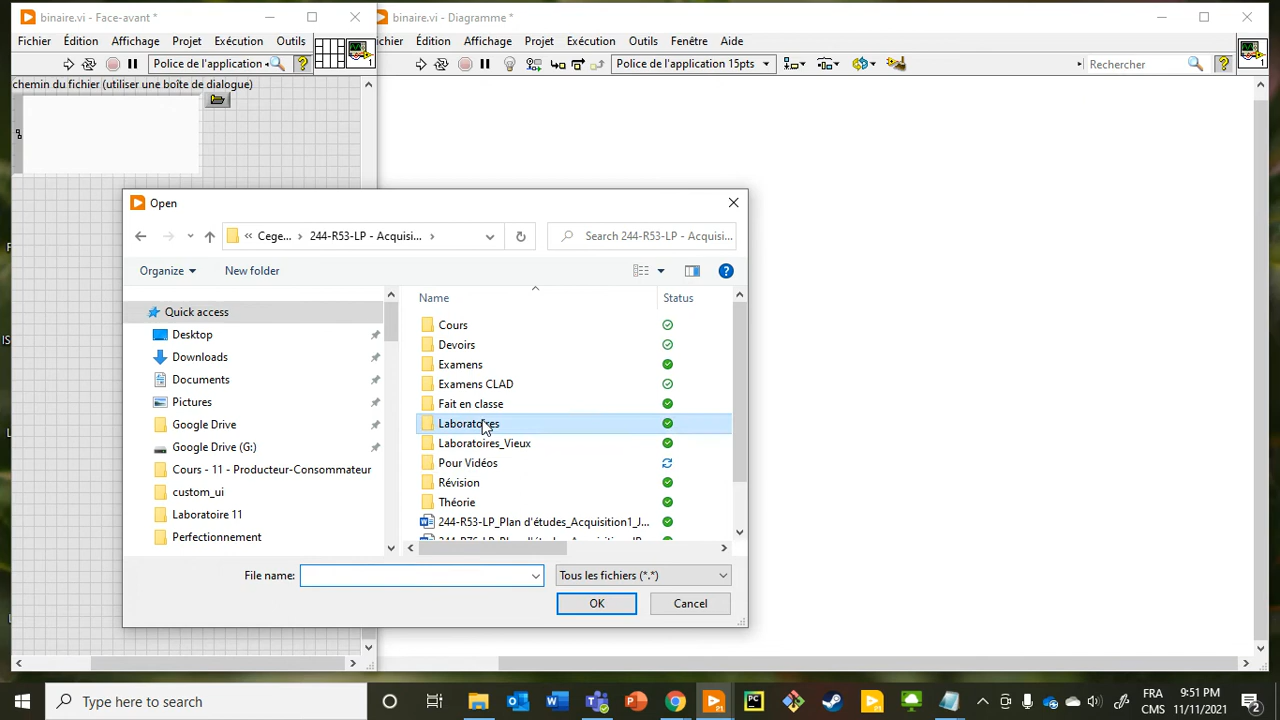 binaire.vi - Face-avant *
binaire.vi - Diagramme *
Fichier Édition Affichage Projet Exécution Outils
chier Édition Affichage Projet Exécution Outils Fenêtre Aide
Police de l'application
Police de l'application 15pts
Rechercher
chemin du fichier (utiliser une boîte de dialogue)
Open
« Cege... › 244-R53-LP - Acquisi... ›
Search 244-R53-LP - Acquisi...
Organize
New folder
Name
Status
Quick access
Desktop
Downloads
Documents
Pictures
Google Drive
Google Drive (G:)
Cours - 11 - Producteur-Consommateur
custom_ui
Laboratoire 11
Perfectionnement
Cours
Devoirs
Examens
Examens CLAD
Fait en classe
Laboratoires
Laboratoires_Vieux
Pour Vidéos
Révision
Théorie
244-R53-LP_Plan d'études_Acquisition1_J...
File name:
Tous les fichiers (*.*)
OK
Cancel
Type here to search
FRA
CMS
9:51 PM
11/11/2021
2